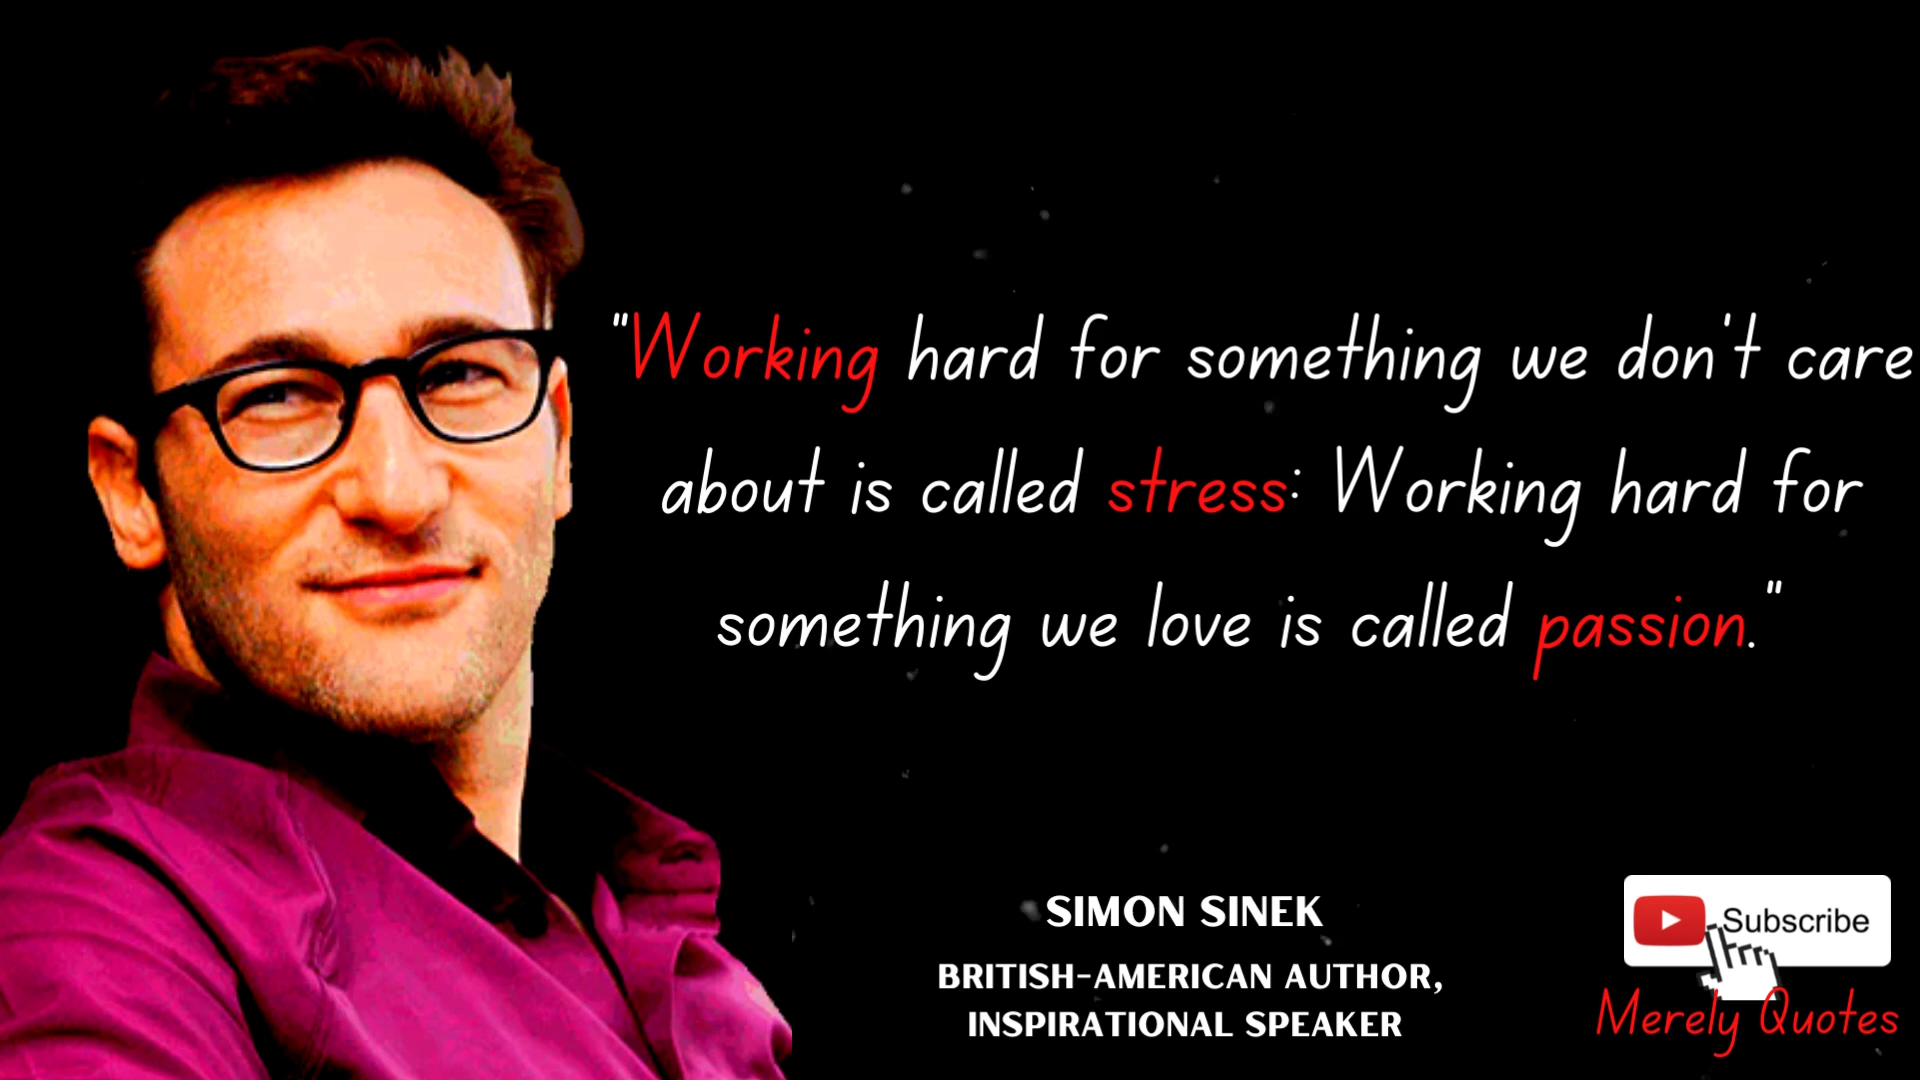 "Working hard for something we don't care
about is called stress: Working hard for
something we love is called passion."
SIMON SINEK
BRITISH-AMERICAN AUTHOR,
INSPIRATIONAL SPEAKER
Subscribe
Merely Quotes